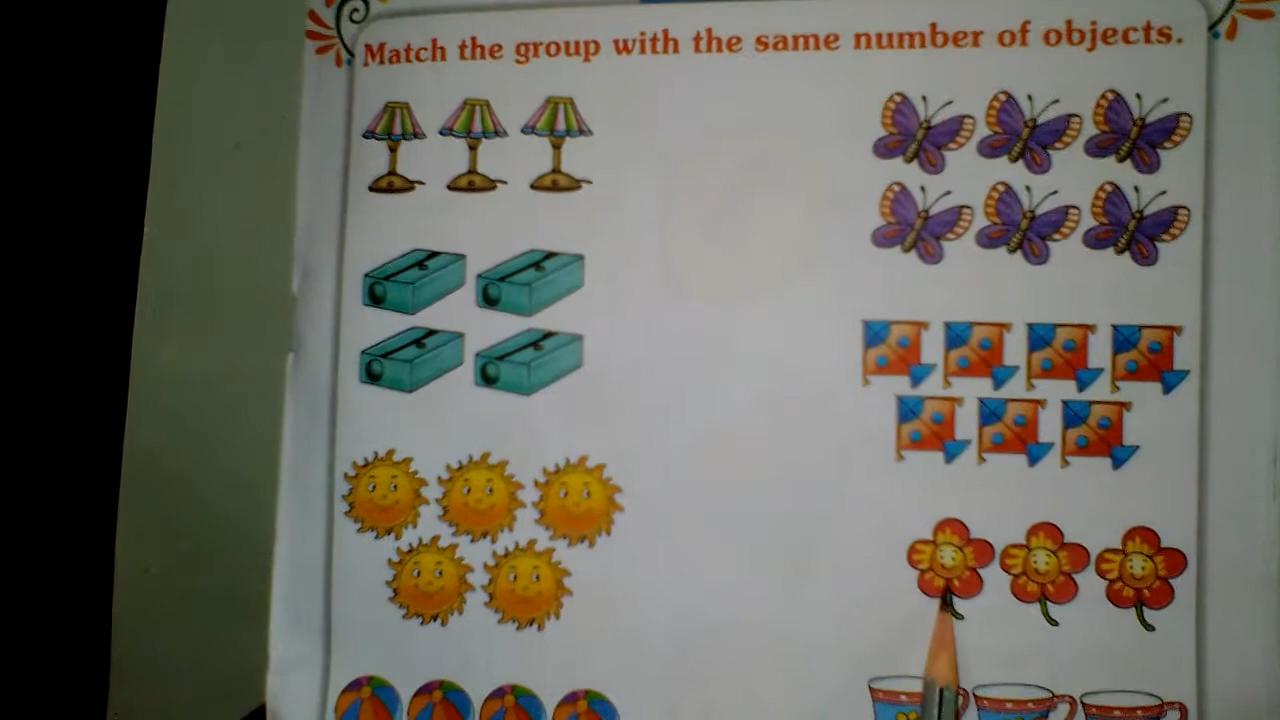 Match the group with the same number of objects.